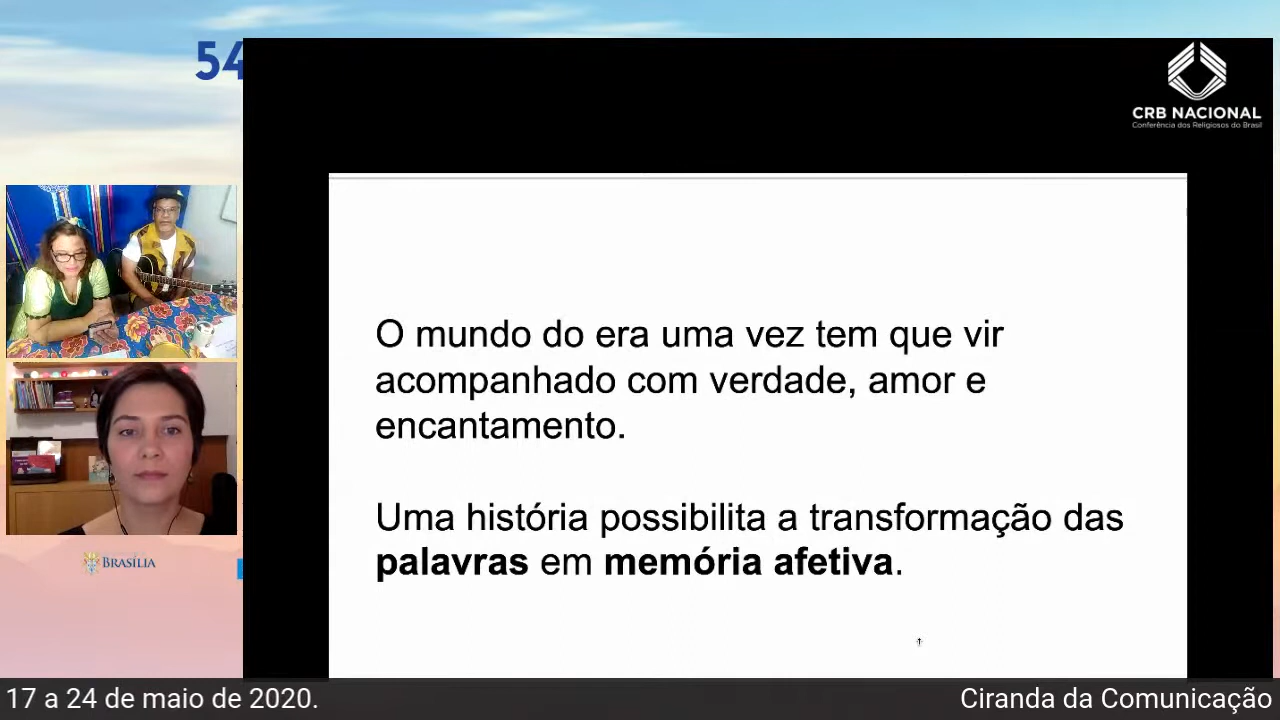 54
CRB NACIONAL
Conferência dos Religiosos do Brasil
O mundo do era uma vez tem que vir
acompanhado com verdade, amor e
encantamento.
Uma história possibilita a transformação das
palavras em memória afetiva.
BRASÍLIA
17 a 24 de maio de 2020.
Ciranda da Comunicação